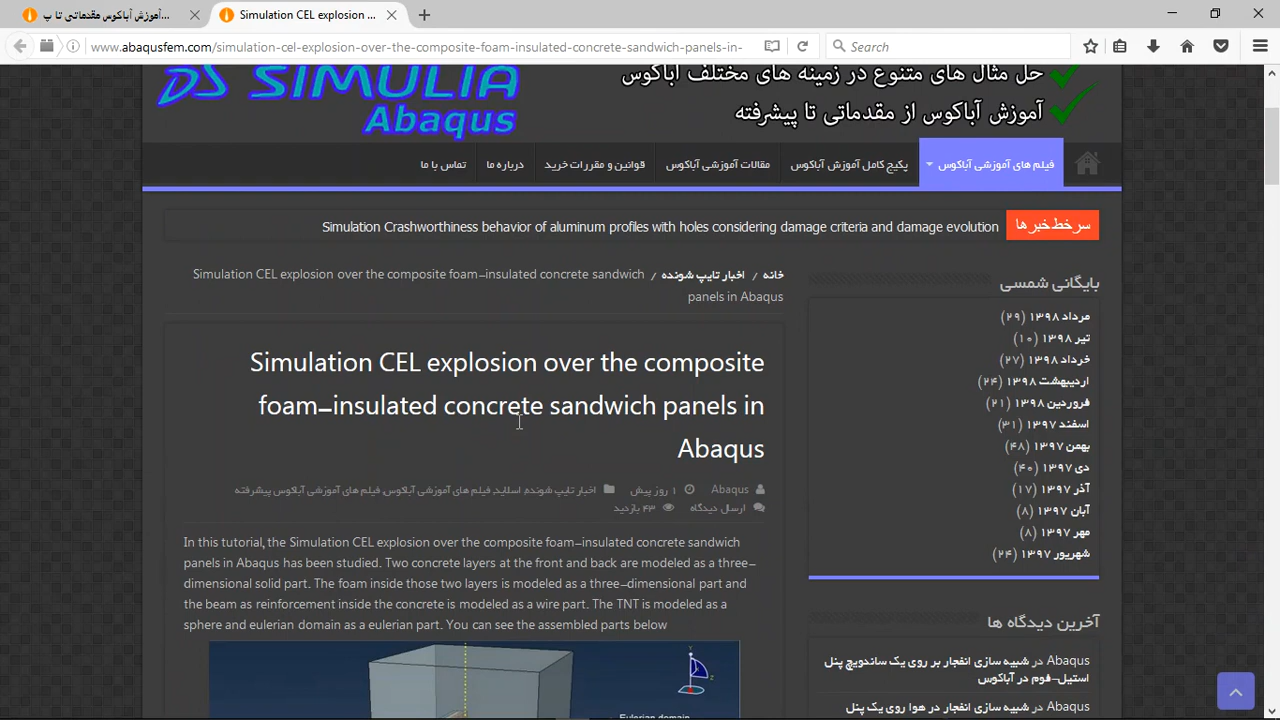 آموزش آباکوس مقدماتی تا پ...
Simulation CEL explosion ...
www.abaqusfem.com/simulation-cel-explosion-over-the-composite-foam-insulated-concrete-sandwich-panels-in-
Search
SIMULIA
Abaqus
حل مثال های متنوع در زمینه های مختلف آباکوس
آموزش آباکوس از مقدماتی تا پیشرفته
فیلم های آموزشی آباکوس
پکیج کامل آموزش آباکوس
مقالات آموزشی آباکوس
قوانین و مقررات خرید
درباره ما
تماس با ما
سرخط خبرها
Simulation Crashworthiness behavior of aluminum profiles with holes considering damage criteria and damage evolution
خانه / اخبار تایپ شونده / Simulation CEL explosion over the composite foam-insulated concrete sandwich
panels in Abaqus
Simulation CEL explosion over the composite
foam-insulated concrete sandwich panels in
Abaqus
Abaqus ۱ روز پیش اخبار تایپ شونده, اسلاید, فیلم های آموزشی آباکوس, فیلم های آموزشی آباکوس پیشرفته
ارسال دیدگاه ۴۳ بازدید
In this tutorial, the Simulation CEL explosion over the composite foam-insulated concrete sandwich
panels in Abaqus has been studied. Two concrete layers at the front and back are modeled as a three-
dimensional solid part. The foam inside those two layers is modeled as a three-dimensional part and
the beam as reinforcement inside the concrete is modeled as a wire part. The TNT is modeled as a
sphere and eulerian domain as a eulerian part. You can see the assembled parts below
Y
Z
Eulerian domain
بایگانی شمسی
مرداد ۱۳۹۸ (۲۹)
تیر ۱۳۹۸ (۱۰)
خرداد ۱۳۹۸ (۲۷)
اردیبهشت ۱۳۹۸ (۲۴)
فروردین ۱۳۹۸ (۲۱)
اسفند ۱۳۹۷ (۳۱)
بهمن ۱۳۹۷ (۴۸)
دی ۱۳۹۷ (۴۰)
آذر ۱۳۹۷ (۱۷)
آبان ۱۳۹۷ (۸)
مهر ۱۳۹۷ (۸)
شهریور ۱۳۹۷ (۲۴)
آخرین دیدگاه ها
Abaqus در شبیه سازی انفجار بر روی یک ساندویچ پنل
استیل-فوم در آباکوس
Abaqus در شبیه سازی انفجار در هوا روی یک پنل